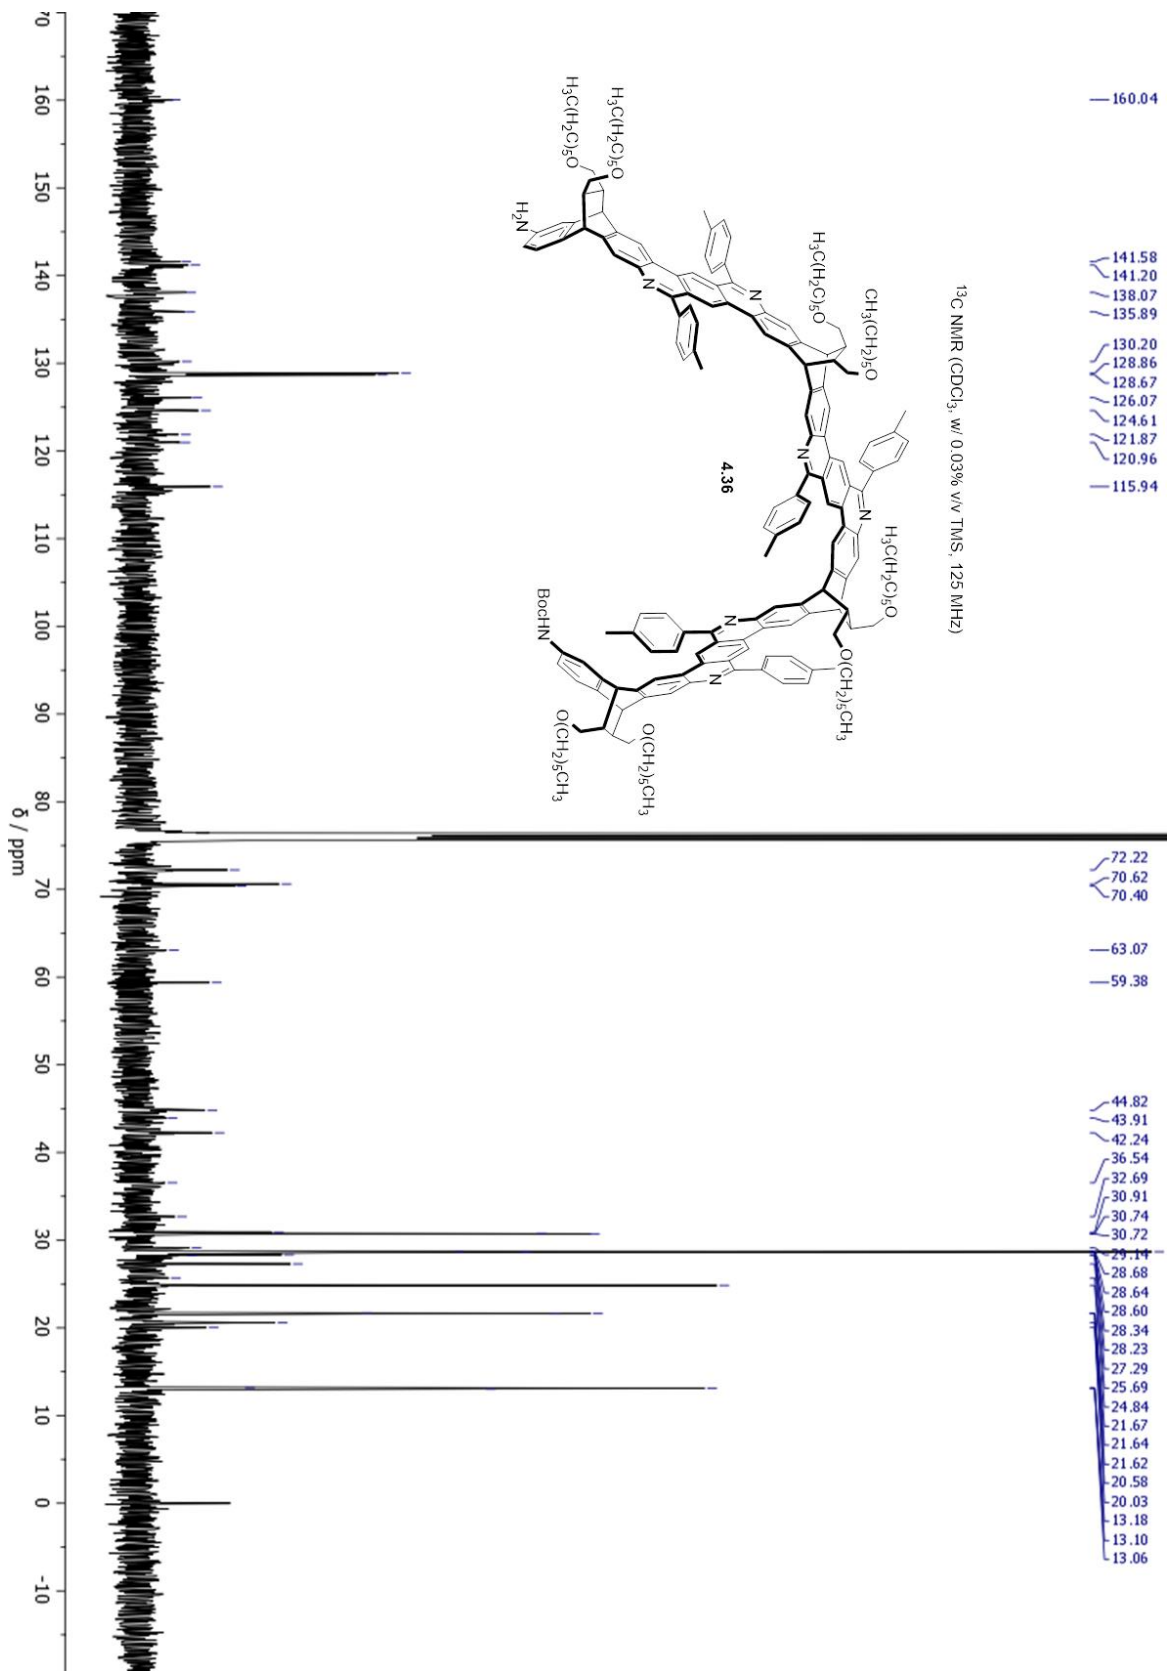 160.04
141.58
141.20
138.07
135.89
130.20
128.86
128.67
126.07
124.61
121.87
120.96
115.94
72.22
70.62
70.40
63.07
59.38
44.82
43.91
42.24
36.54
32.69
30.91
30.74
30.72
29.14
28.68
28.64
28.60
28.34
28.23
27.29
25.69
24.84
21.67
21.64
21.62
20.58
20.03
13.18
13.10
13.06
¹³C NMR (CDCl₃, w/ 0.03% v/v TMS, 125 MHz)
H₃C(H₂C)₅O
H₃C(H₂C)₅O
H₂N
N
N
H₃C(H₂C)₅O
CH₃(CH₂)₅O
N
N
4.36
H₃C(H₂C)₅O
O(CH₂)₅CH₃
N
N
BocHN
O(CH₂)₅CH₃
O(CH₂)₅CH₃
70 160 150 140 130 120 110 100 90 80 70 60 50 40 30 20 10 0 -10
δ / ppm